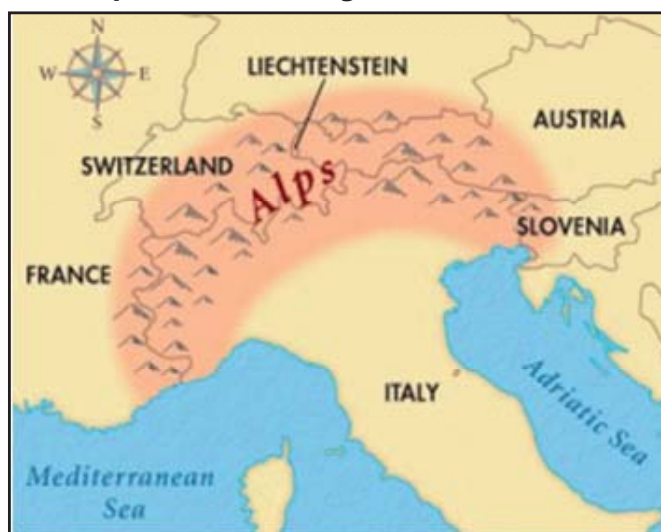 N
W E
S
LIECHTENSTEIN
AUSTRIA
SWITZERLAND
Alps
SLOVENIA
FRANCE
ITALY
Adriatic Sea
Mediterranean
Sea